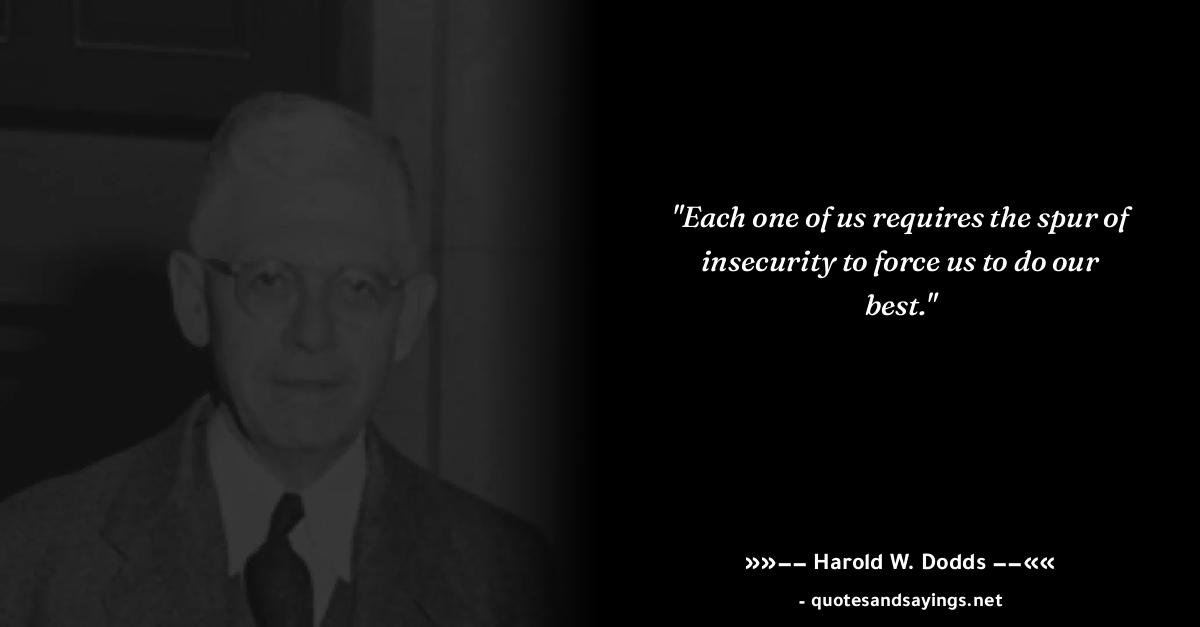 "Each one of us requires the spur of
insecurity to force us to do our
best."
»»–– Harold W. Dodds ––««
- quotesandsayings.net